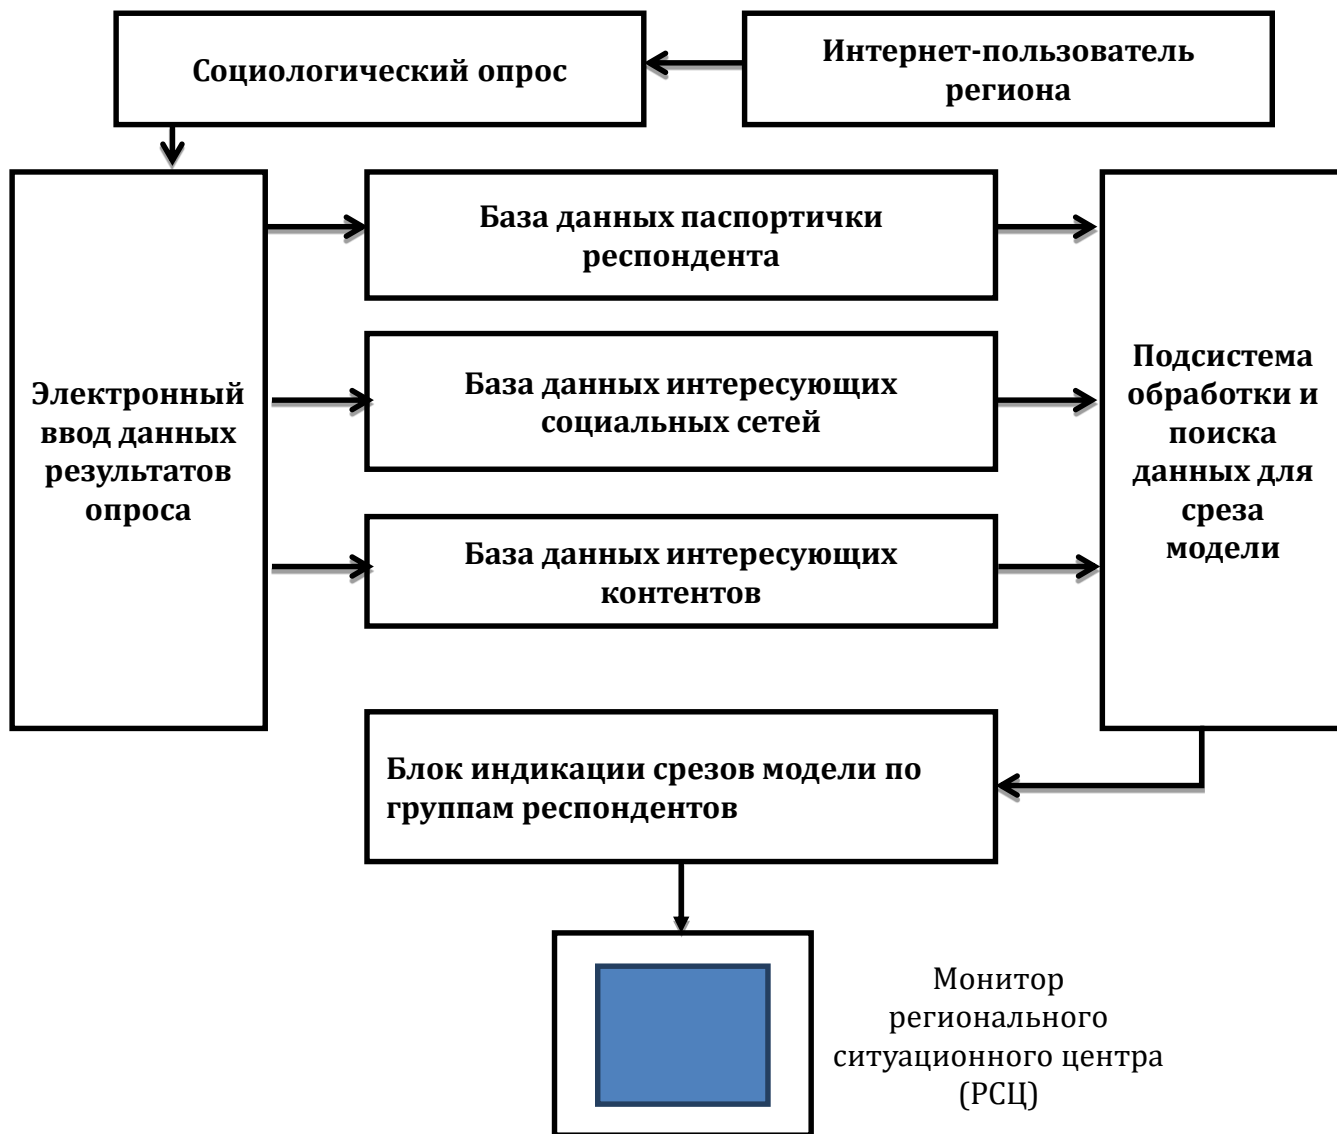 Социологический опрос
Интернет-пользователь
региона
База данных паспортички
респондента
База данных интересующих
социальных сетей
База данных интересующих
контентов
Электронный
ввод данных
результатов
опроса
Подсистема
обработки и
поиска
данных для
среза
модели
Блок индикации срезов модели по
группам респондентов
Монитор
регионального
ситуационного центра
(РСЦ)